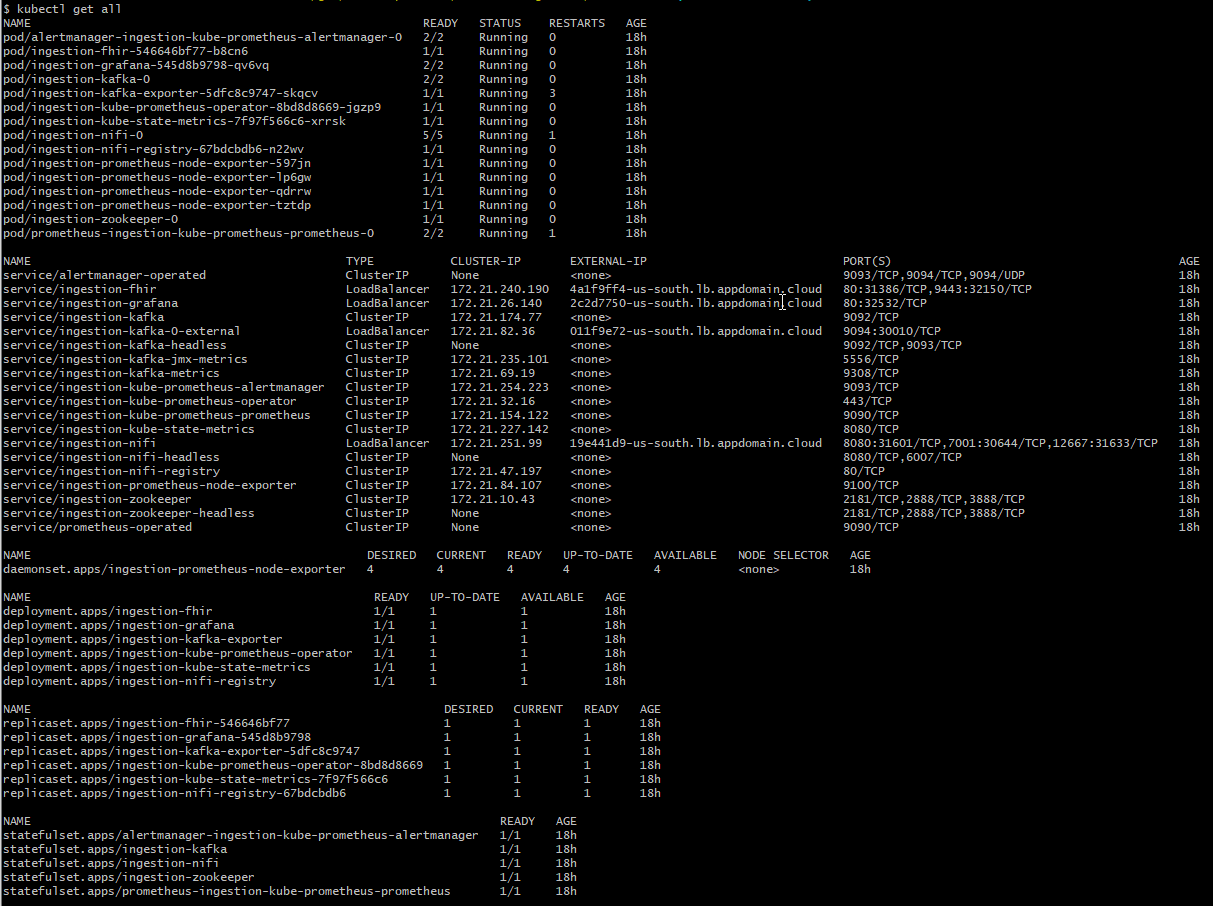 $ kubectl get all
NAME READY STATUS RESTARTS AGE
pod/alertmanager-ingestion-kube-prometheus-alertmanager-0 2/2 Running 0 18h
pod/ingestion-fhir-546646bf77-b8cn6 1/1 Running 0 18h
pod/ingestion-grafana-545d8b9798-qv6vq 2/2 Running 0 18h
pod/ingestion-kafka-0 2/2 Running 0 18h
pod/ingestion-kafka-exporter-5dfc8c9747-skqcv 1/1 Running 3 18h
pod/ingestion-kube-prometheus-operator-8bd8d8669-jgzp9 1/1 Running 0 18h
pod/ingestion-kube-state-metrics-7f97f566c6-xrrsk 1/1 Running 0 18h
pod/ingestion-nifi-0 5/5 Running 1 18h
pod/ingestion-nifi-registry-67bdcbdb6-n22wv 1/1 Running 0 18h
pod/ingestion-prometheus-node-exporter-597jn 1/1 Running 0 18h
pod/ingestion-prometheus-node-exporter-lp6gw 1/1 Running 0 18h
pod/ingestion-prometheus-node-exporter-qdrrw 1/1 Running 0 18h
pod/ingestion-prometheus-node-exporter-tztdp 1/1 Running 0 18h
pod/ingestion-zookeeper-0 1/1 Running 0 18h
pod/prometheus-ingestion-kube-prometheus-prometheus-0 2/2 Running 1 18h
NAME TYPE CLUSTER-IP EXTERNAL-IP PORT(S) AGE
service/alertmanager-operated ClusterIP None <none> 9093/TCP,9094/TCP,9094/UDP 18h
service/ingestion-fhir LoadBalancer 172.21.240.190 4a1f9ff4-us-south.lb.appdomain.cloud 80:31386/TCP,9443:32150/TCP 18h
service/ingestion-grafana LoadBalancer 172.21.26.140 2c2d7750-us-south.lb.appdomain.cloud 80:32532/TCP 18h
service/ingestion-kafka ClusterIP 172.21.174.77 <none> 9092/TCP 18h
service/ingestion-kafka-0-external LoadBalancer 172.21.82.36 011f9e72-us-south.lb.appdomain.cloud 9094:30010/TCP 18h
service/ingestion-kafka-headless ClusterIP None <none> 9092/TCP,9093/TCP 18h
service/ingestion-kafka-jmx-metrics ClusterIP 172.21.235.101 <none> 5556/TCP 18h
service/ingestion-kafka-metrics ClusterIP 172.21.69.19 <none> 9308/TCP 18h
service/ingestion-kube-prometheus-alertmanager ClusterIP 172.21.254.223 <none> 9093/TCP 18h
service/ingestion-kube-prometheus-operator ClusterIP 172.21.32.16 <none> 443/TCP 18h
service/ingestion-kube-prometheus-prometheus ClusterIP 172.21.154.122 <none> 9090/TCP 18h
service/ingestion-kube-state-metrics ClusterIP 172.21.227.142 <none> 8080/TCP 18h
service/ingestion-nifi LoadBalancer 172.21.251.99 19e441d9-us-south.lb.appdomain.cloud 8080:31601/TCP,7001:30644/TCP,12667:31633/TCP 18h
service/ingestion-nifi-headless ClusterIP None <none> 8080/TCP,6007/TCP 18h
service/ingestion-nifi-registry ClusterIP 172.21.47.197 <none> 80/TCP 18h
service/ingestion-prometheus-node-exporter ClusterIP 172.21.84.107 <none> 9100/TCP 18h
service/ingestion-zookeeper ClusterIP 172.21.10.43 <none> 2181/TCP,2888/TCP,3888/TCP 18h
service/ingestion-zookeeper-headless ClusterIP None <none> 2181/TCP,2888/TCP,3888/TCP 18h
service/prometheus-operated ClusterIP None <none> 9090/TCP 18h
NAME DESIRED CURRENT READY UP-TO-DATE AVAILABLE NODE SELECTOR AGE
daemonset.apps/ingestion-prometheus-node-exporter 4 4 4 4 4 <none> 18h
NAME READY UP-TO-DATE AVAILABLE AGE
deployment.apps/ingestion-fhir 1/1 1 1 18h
deployment.apps/ingestion-grafana 1/1 1 1 18h
deployment.apps/ingestion-kafka-exporter 1/1 1 1 18h
deployment.apps/ingestion-kube-prometheus-operator 1/1 1 1 18h
deployment.apps/ingestion-kube-state-metrics 1/1 1 1 18h
deployment.apps/ingestion-nifi-registry 1/1 1 1 18h
NAME DESIRED CURRENT READY AGE
replicaset.apps/ingestion-fhir-546646bf77 1 1 1 18h
replicaset.apps/ingestion-grafana-545d8b9798 1 1 1 18h
replicaset.apps/ingestion-kafka-exporter-5dfc8c9747 1 1 1 18h
replicaset.apps/ingestion-kube-prometheus-operator-8bd8d8669 1 1 1 18h
replicaset.apps/ingestion-kube-state-metrics-7f97f566c6 1 1 1 18h
replicaset.apps/ingestion-nifi-registry-67bdcbdb6 1 1 1 18h
NAME READY AGE
statefulset.apps/alertmanager-ingestion-kube-prometheus-alertmanager 1/1 18h
statefulset.apps/ingestion-kafka 1/1 18h
statefulset.apps/ingestion-nifi 1/1 18h
statefulset.apps/ingestion-zookeeper 1/1 18h
statefulset.apps/prometheus-ingestion-kube-prometheus-prometheus 1/1 18h